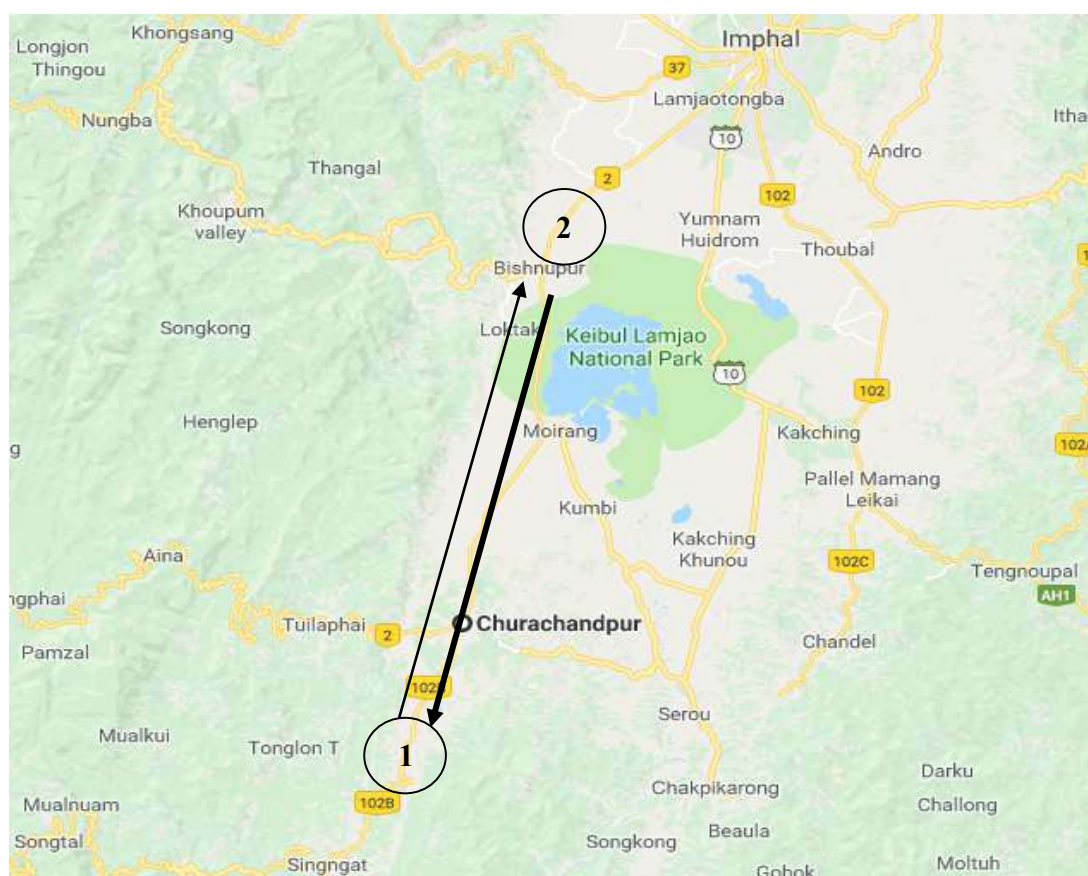 Khongsang
Imphal
Longjon
Thingou
37
Lamjaotongba
Nungba
10
Itha
Andro
Thangal
2
102
Khoupum
valley
2
Yumnam
Huidrom
Thoubal
1
Bishnupur
Songkong
Loktak
Keibul Lamjao
National Park
10
102
Henglep
g
Moirang
Kakching
102A
Pallel Mamang
Leikai
Kumbi
Kakching
Khunou
Aina
102C
Tengnoupal
AH1
ngphai
Tuilaphai
2
Churachandpur
Chandel
Pamzal
102B
Serou
Mualkui
Tonglon T
1
Darku
Chakpikarong
Mualnuam
102B
Challong
Songtal
Songkong
Beaula
Singngat
Gobok
Moltuh